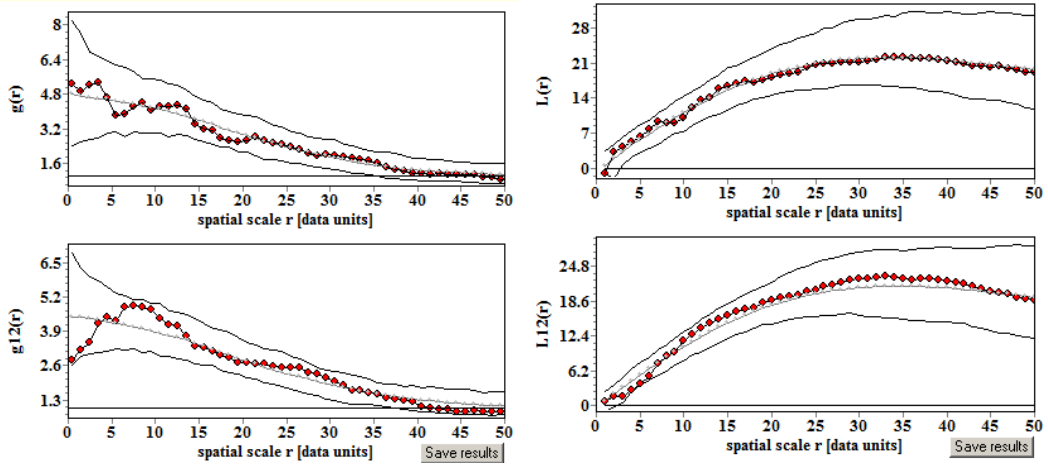 8
6.4
4.8
3.2
1.6
g(r)
0 5 10 15 20 25 30 35 40 45 50
spatial scale r [data units]
28
21
14
7
0
L(r)
0 5 10 15 20 25 30 35 40 45 50
spatial scale r [data units]
6.5
5.2
3.9
2.6
1.3
g12(r)
0 5 10 15 20 25 30 35 40 45 50
spatial scale r [data units]
Save results
24.8
18.6
12.4
6.2
0
L12(r)
0 5 10 15 20 25 30 35 40 45 50
spatial scale r [data units]
Save results